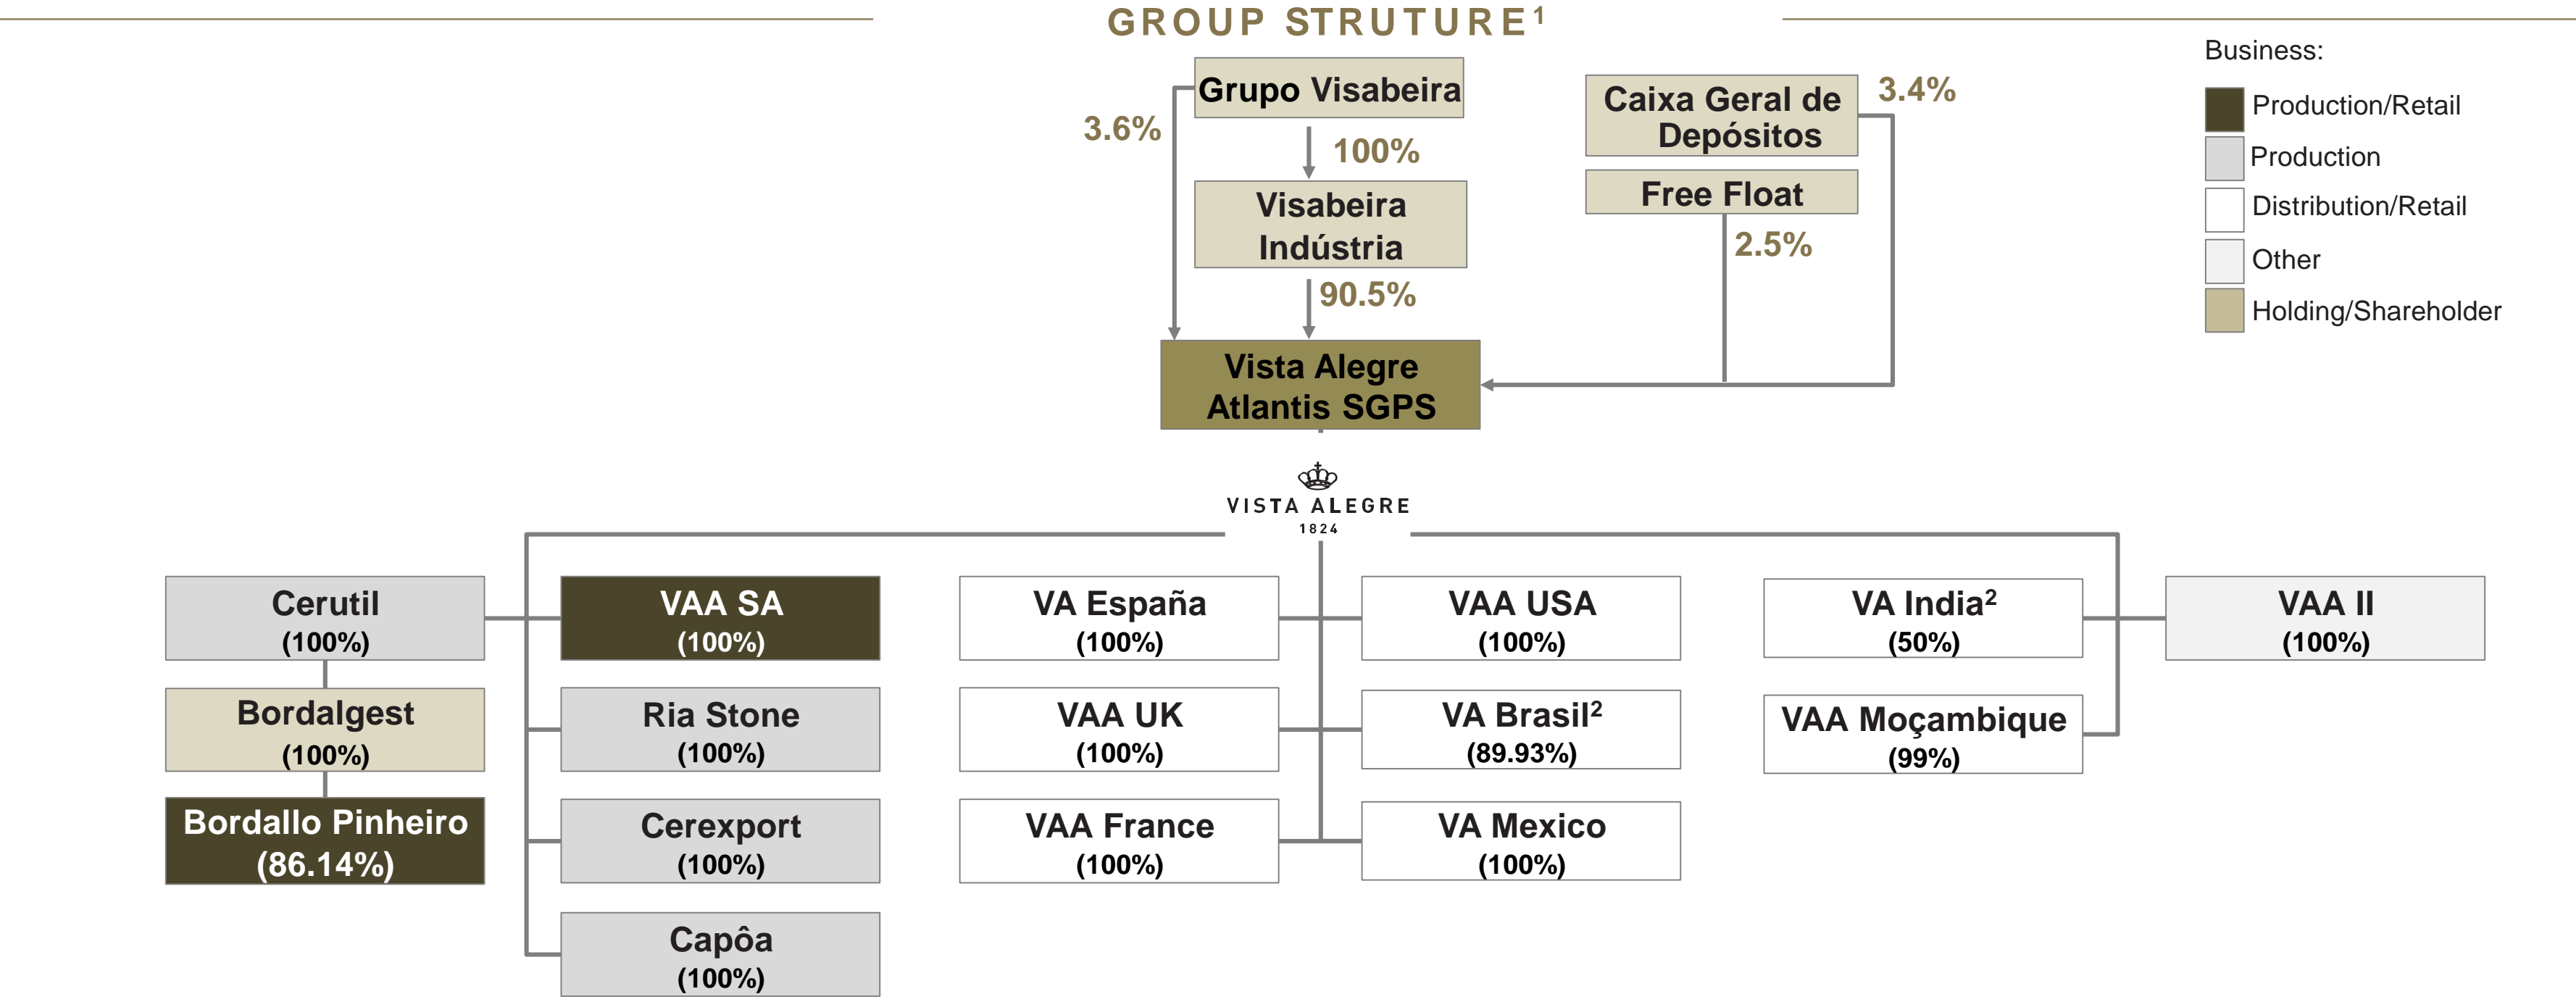 GROUP STRUTURE¹
Business:
Production/Retail
Production
Distribution/Retail
Other
Holding/Shareholder
Grupo Visabeira
3.6%
100%
Visabeira
Indústria
90.5%
Caixa Geral de
Depósitos
3.4%
Free Float
2.5%
Vista Alegre
Atlantis SGPS
VISTA ALEGRE
1824
Cerutil
(100%)
Bordalgest
(100%)
Bordallo Pinheiro
(86.14%)
VAA SA
(100%)
Ria Stone
(100%)
Cerexport
(100%)
Capôa
(100%)
VA España
(100%)
VAA UK
(100%)
VAA France
(100%)
VAA USA
(100%)
VA Brasil²
(89.93%)
VA Mexico
(100%)
VA India²
(50%)
VAA Moçambique
(99%)
VAA II
(100%)